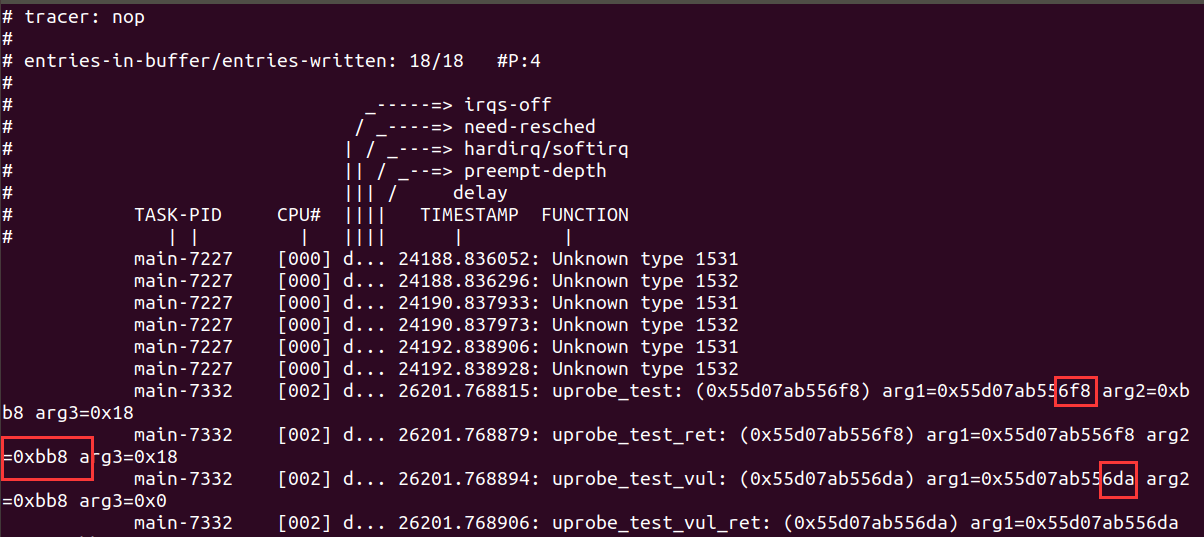 # tracer: nop
#
# entries-in-buffer/entries-written: 18/18   #P:4
#
#                              _-----=> irqs-off
#                             / _----=> need-resched
#                            | / _---=> hardirq/softirq
#                            || / _--=> preempt-depth
#                            ||| /     delay
#           TASK-PID     CPU#  ||||   TIMESTAMP  FUNCTION
#              | |         |   ||||      |         |
            main-7227    [000] d... 24188.836052: Unknown type 1531
            main-7227    [000] d... 24188.836296: Unknown type 1532
            main-7227    [000] d... 24190.837933: Unknown type 1531
            main-7227    [000] d... 24190.837973: Unknown type 1532
            main-7227    [000] d... 24192.838906: Unknown type 1531
            main-7227    [000] d... 24192.838928: Unknown type 1532
            main-7332    [002] d... 26201.768815: uprobe_test: (0x55d07ab556f8) arg1=0x55d07ab556f8 arg2=0xb
b8 arg3=0x18
            main-7332    [002] d... 26201.768879: uprobe_test_ret: (0x55d07ab556f8) arg1=0x55d07ab556f8 arg2
=0xbb8 arg3=0x18
            main-7332    [002] d... 26201.768894: uprobe_test_vul: (0x55d07ab556da) arg1=0x55d07ab556da arg2
=0xbb8 arg3=0x0
            main-7332    [002] d... 26201.768906: uprobe_test_vul_ret: (0x55d07ab556da) arg1=0x55d07ab556da